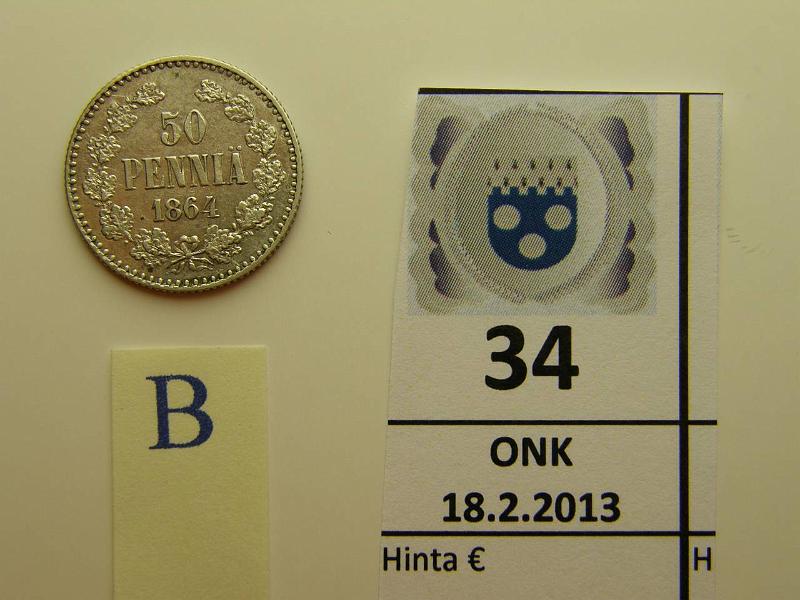 50
PENNIÄ
1864
B
34
ONK
18.2.2013
Hinta €
H